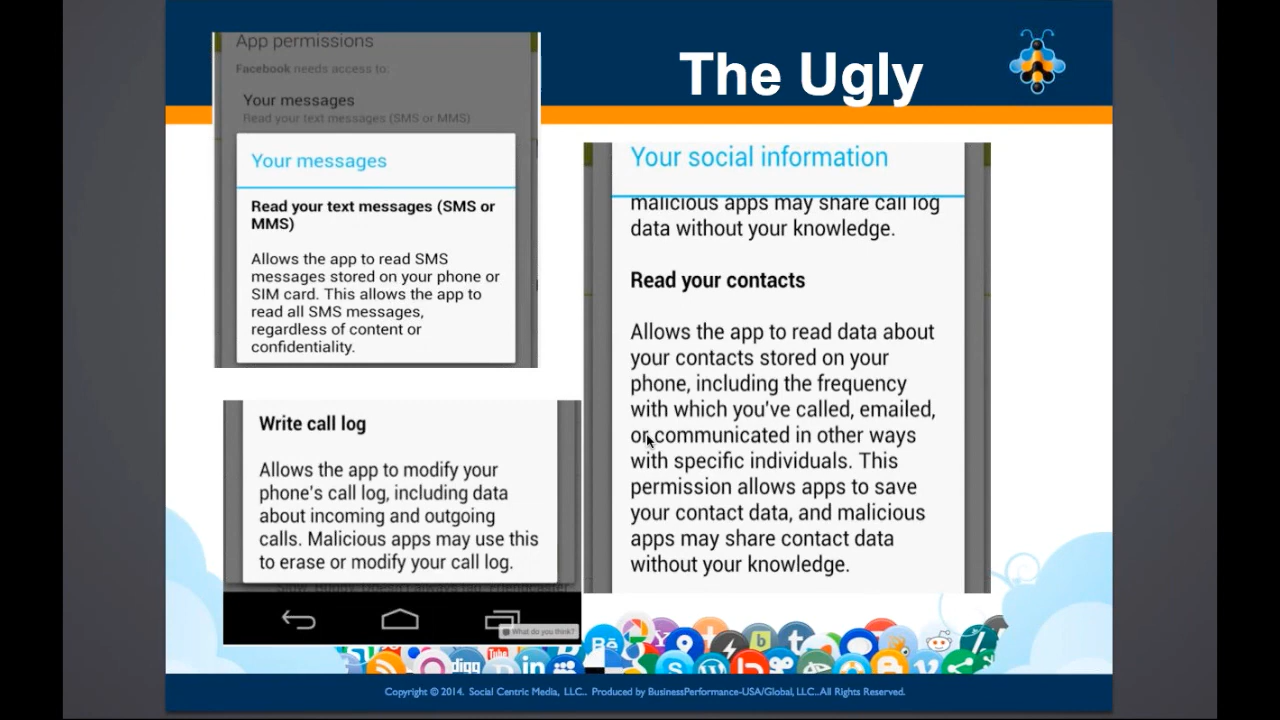 The Ugly
App permissions
Facebook needs access to:
Your messages
Read your text messages (SMS or MMS)
Your messages
Read your text messages (SMS or
MMS)
Allows the app to read SMS
messages stored on your phone or
SIM card. This allows the app to
read all SMS messages,
regardless of content or
confidentiality.
Write call log
Allows the app to modify your
phone's call log, including data
about incoming and outgoing
calls. Malicious apps may use this
to erase or modify your call log.
What do you think?
Your social information
malicious apps may share call log
data without your knowledge.
Read your contacts
Allows the app to read data about
your contacts stored on your
phone, including the frequency
with which you've called, emailed,
or communicated in other ways
with specific individuals. This
permission allows apps to save
your contact data, and malicious
apps may share contact data
without your knowledge.
You
Bē
digg
in
Copyright © 2014. Social Centric Media, LLC.. Produced by BusinessPerformance-USA/Global, LLC..All Rights Reserved.